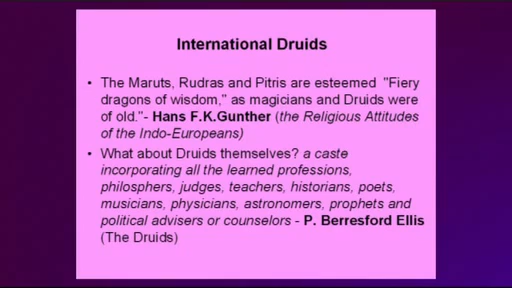 International Druids
• The Maruts, Rudras and Pitris are esteemed "Fiery
dragons of wisdom," as magicians and Druids were
of old."- Hans F.K.Gunther (the Religious Attitudes
of the Indo-Europeans)
• What about Druids themselves? a caste
incorporating all the learned professions,
philosphers, judges, teachers, historians, poets,
musicians, physicians, astronomers, prophets and
political advisers or counselors - P. Berresford Ellis
(The Druids)